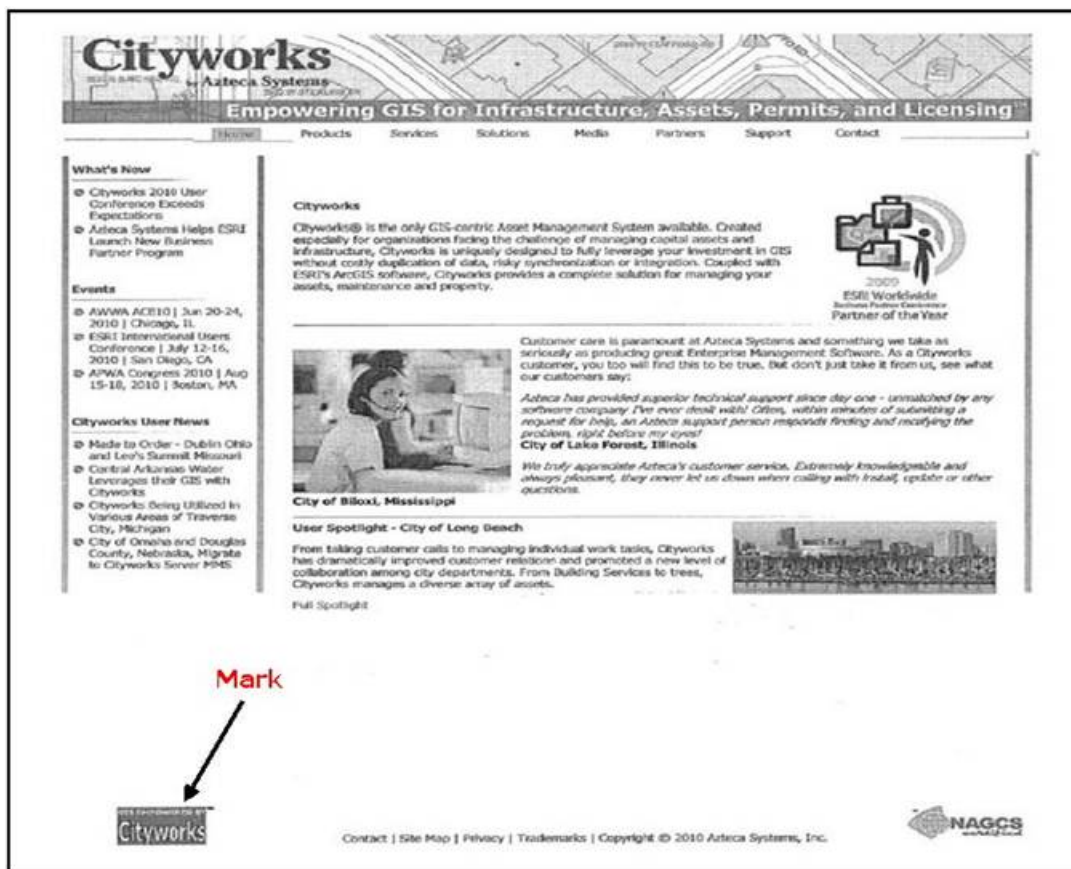 Cityworks
by Azteca Systems
Empowering GIS for Infrastructure, Assets, Permits, and Licensing
Home Products Services Solutions Media Partners Support Contact
What's New
Cityworks 2010 User
Conference Exceeds
Expectations
Azteca Systems Helps ESRI
Launch New Business
Partner Program
Events
AWWA ACE10 | Jun 20-24,
2010 | Chicago, IL
ESRI International Users
Conference | July 12-16,
2010 | San Diego, CA
APWA Congress 2010 | Aug
15-18, 2010 | Boston, MA
Cityworks User News
Made to Order - Dublin Ohio
and Lee's Summit Missouri
Central Arkansas Water
Leverages their GIS with
Cityworks
Cityworks Being Utilized in
Various Areas of Traverse
City, Michigan
City of Omaha and Douglas
County, Nebraska, Migrate
to Cityworks Server MMS
Cityworks
Cityworks® is the only GIS-centric Asset Management System available. Created
especially for organizations facing the challenge of managing capital assets and
infrastructure, Cityworks is uniquely designed to fully leverage your investment in GIS
without costly duplication of data, risky synchronization or integration. Coupled with
ESRI's ArcGIS software, Cityworks provides a complete solution for managing your
assets, maintenance and property.
2009
ESRI Worldwide
Business Partner Conference
Partner of the Year
Customer care is paramount at Azteca Systems and something we take as
seriously as producing great Enterprise Management Software. As a Cityworks
customer, you too will find this to be true. But don't just take it from us, see what
our customers say:
Azteca has provided superior technical support since day one - unmatched by any
software company I've ever dealt with! Often, within minutes of submitting a
request for help, an Azteca support person responds finding and rectifying the
problem, right before my eyes!
City of Lake Forest, Illinois
We truly appreciate Azteca's customer service. Extremely knowledgeable and
always pleasant, they never let us down when calling with install, update or other
questions.
City of Biloxi, Mississippi
User Spotlight - City of Long Beach
From taking customer calls to managing individual work tasks, Cityworks
has dramatically improved customer relations and promoted a new level of
collaboration among city departments. From Building Services to trees,
Cityworks manages a diverse array of assets.
Full Spotlight
Mark
Cityworks
Contact | Site Map | Privacy | Trademarks | Copyright © 2010 Azteca Systems, Inc.
NAGCS
certified